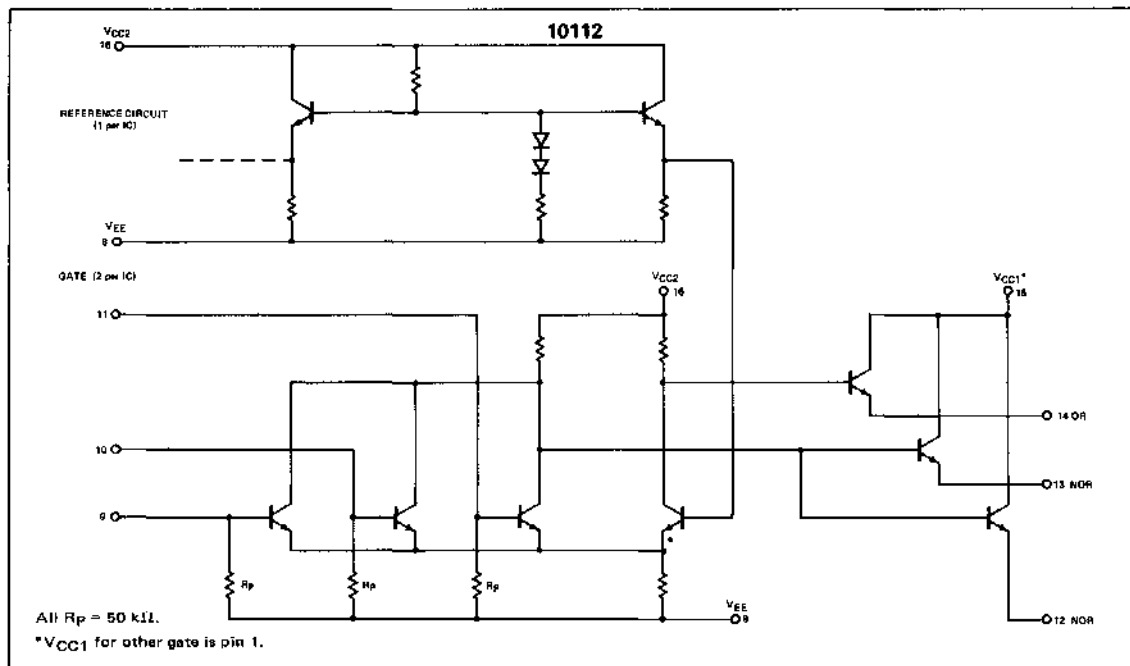 10112
VCC2
16
REFERENCE CIRCUIT
(1 per IC)
VEE
8
GATE (2 per IC)
VCC2
16
VCC1*
15
11
14 OR
10
13 NOR
9
*
Rp
Rp
Rp
VEE
8
12 NOR
All Rp = 50 kΩ.
*VCC1 for other gate is pin 1.